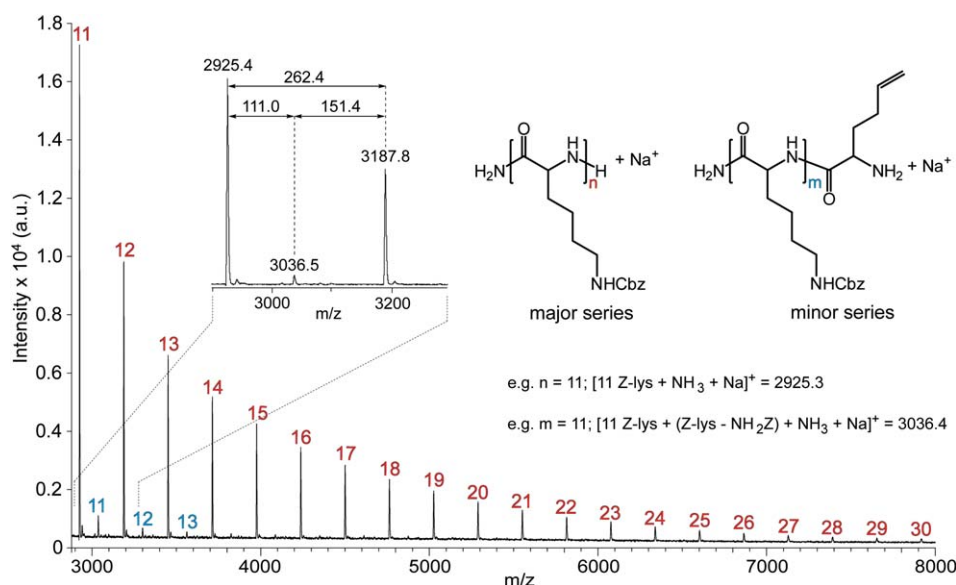 Intensity x 10⁴ (a.u.)
1.8
1.6
1.4
1.2
1.0
0.8
0.6
0.4
0.2
0
3000
4000
5000
6000
7000
8000
m/z
11
12
13
14
15
16
17
18
19
20
21
22
23
24
25
26
27
28
29
30
11
12
13
2925.4
262.4
111.0
151.4
3187.8
3036.5
3000
3200
m/z
O
H
N
H
+ Na⁺
H₂N
n
NHCbz
major series
O
H
N
H₂N
m
O
NH₂
+ Na⁺
NHCbz
minor series
e.g. n = 11; [11 Z-lys + NH₃ + Na]⁺ = 2925.3
e.g. m = 11; [11 Z-lys + (Z-lys - NH₂Z) + NH₃ + Na]⁺ = 3036.4